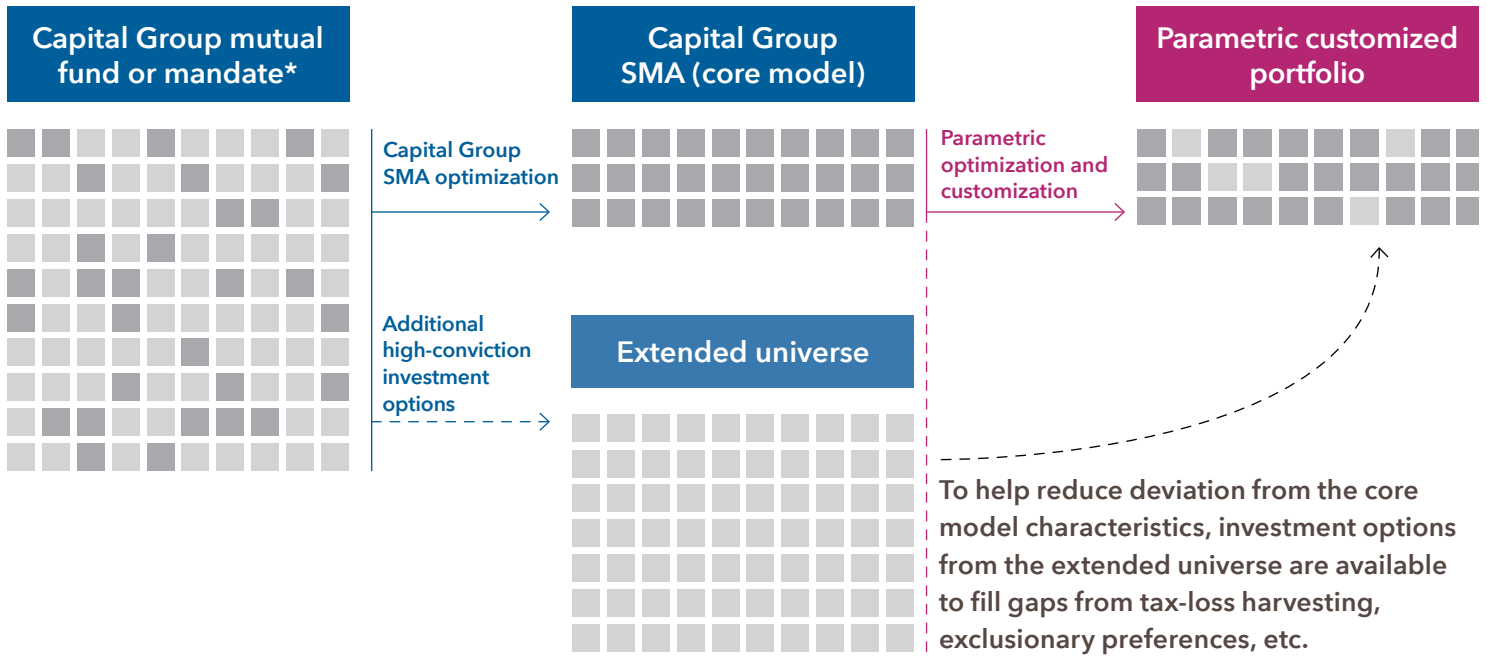 Capital Group mutual
fund or mandate*
Capital Group
SMA (core model)
Parametric customized
portfolio
Capital Group
SMA optimization
Parametric
optimization and
customization
Additional
high-conviction
investment
options
Extended universe
To help reduce deviation from the core
model characteristics, investment options
from the extended universe are available
to fill gaps from tax-loss harvesting,
exclusionary preferences, etc.